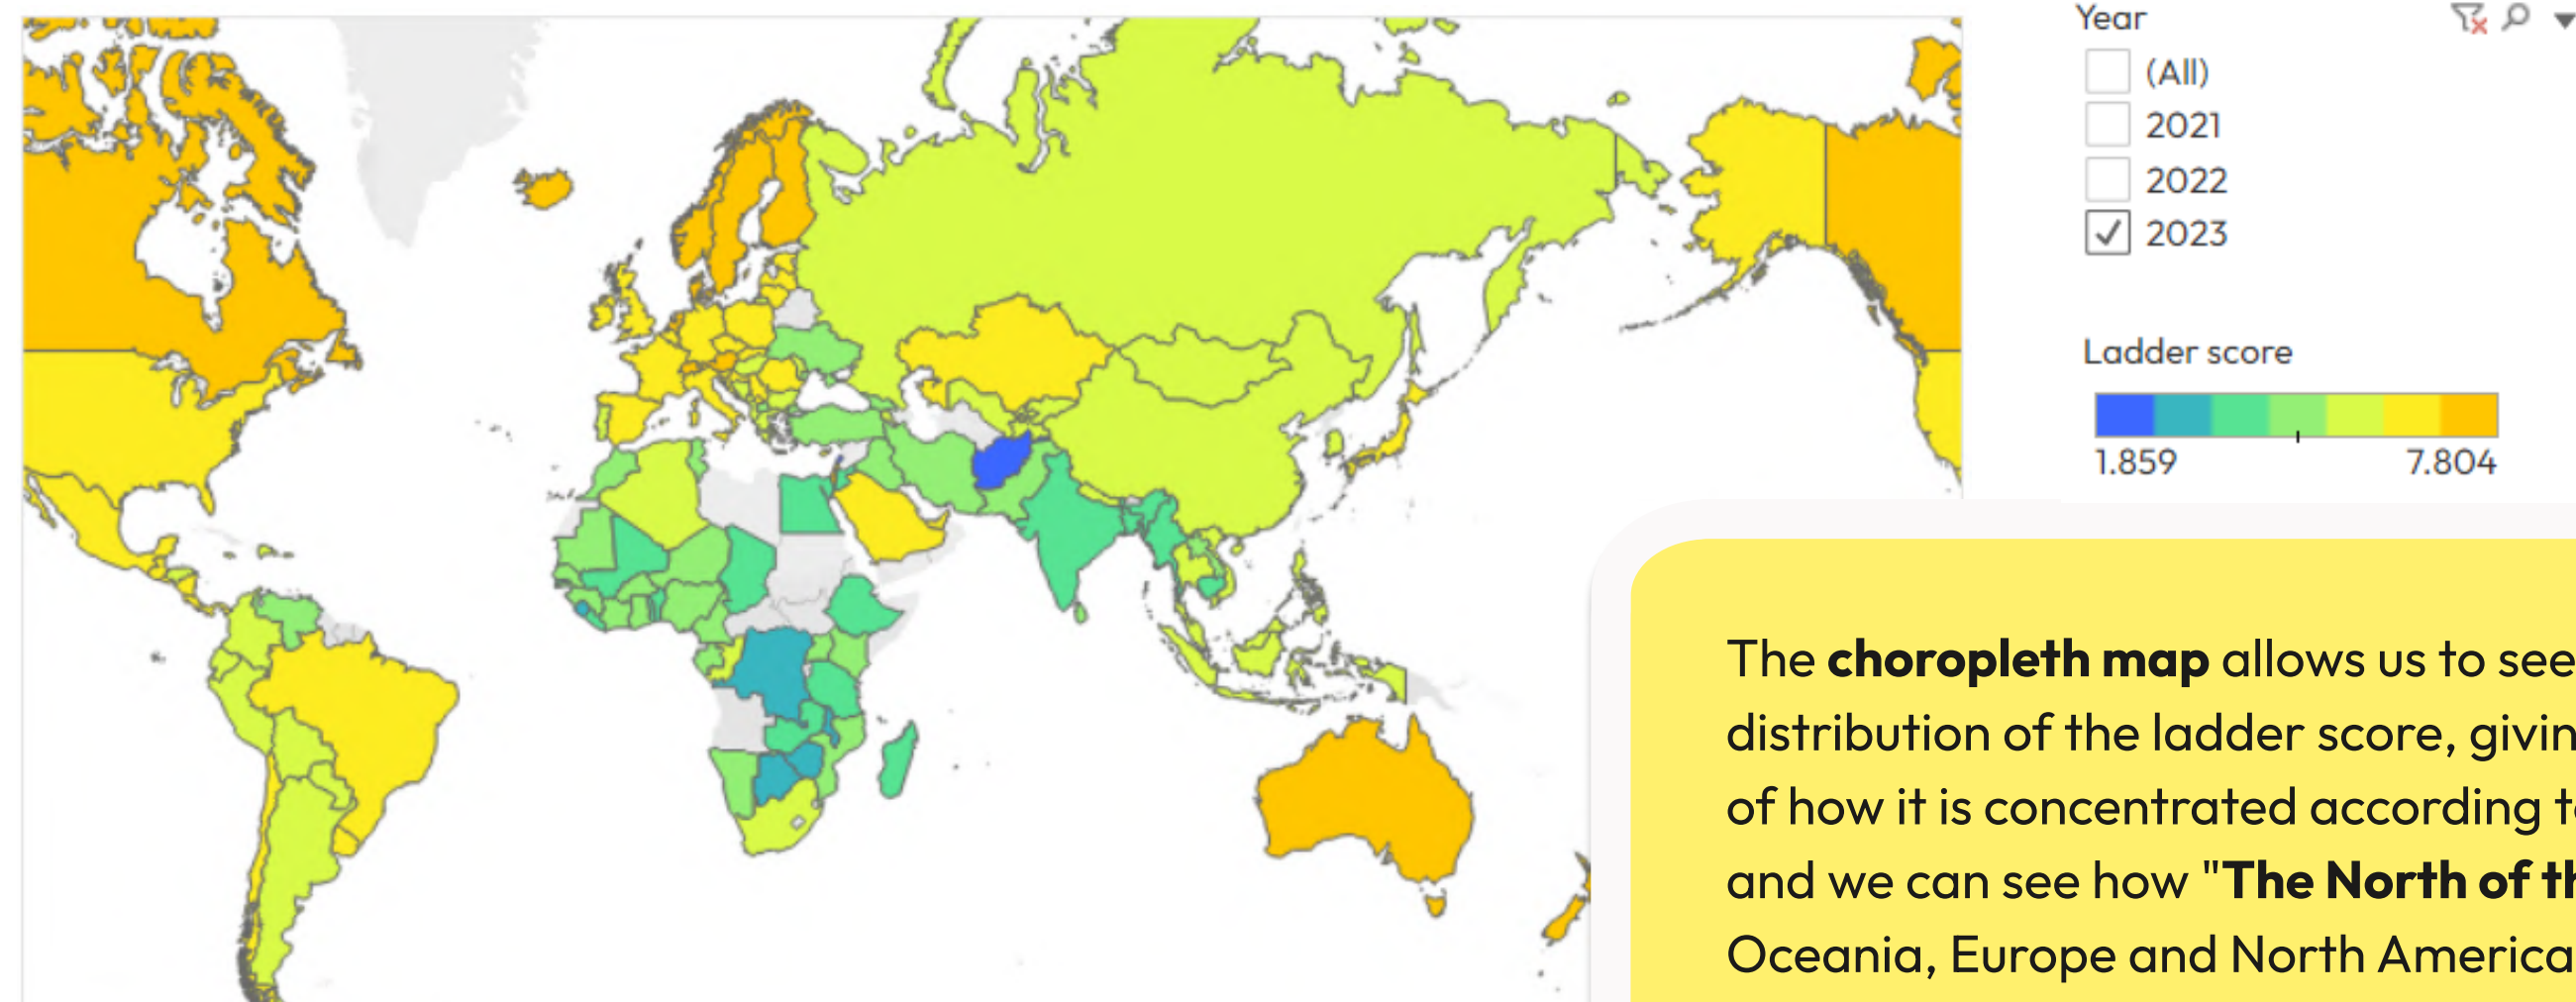 Year
(All)
2021
2022
2023
Ladder score
1.859 7.804
The choropleth map allows us to see
distribution of the ladder score, givin
of how it is concentrated according t
and we can see how "The North of th
Oceania, Europe and North America